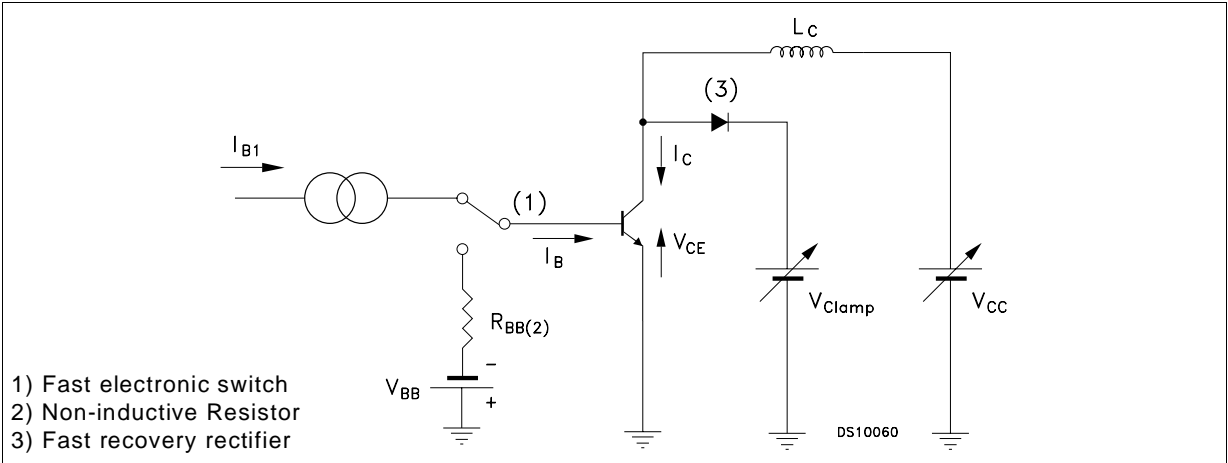 L_C
(3)
I_B1
I_C
(1)
I_B
V_CE
V_Clamp
V_CC
R_BB(2)
−
V_BB
+
1) Fast electronic switch
2) Non-inductive Resistor
3) Fast recovery rectifier
DS10060